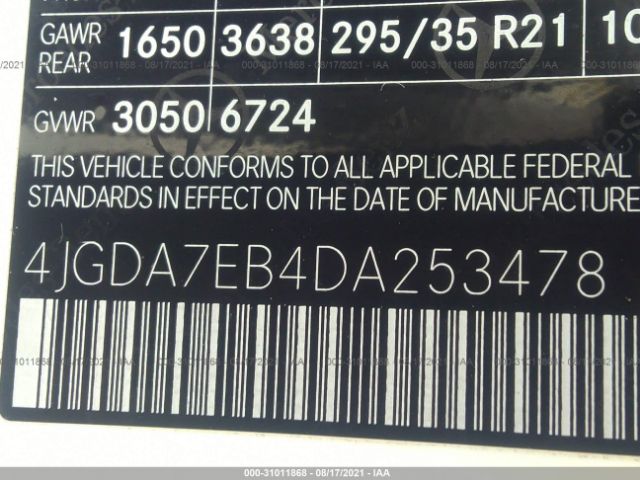 GAWR REAR 1650 3638 295/35 R21 10
GVWR 3050 6724
THIS VEHICLE CONFORMS TO ALL APPLICABLE FEDERAL
STANDARDS IN EFFECT ON THE DATE OF MANUFACTURE
4JGDA7EB4DA253478
000-31011868 - 08/17/2021 - IAA